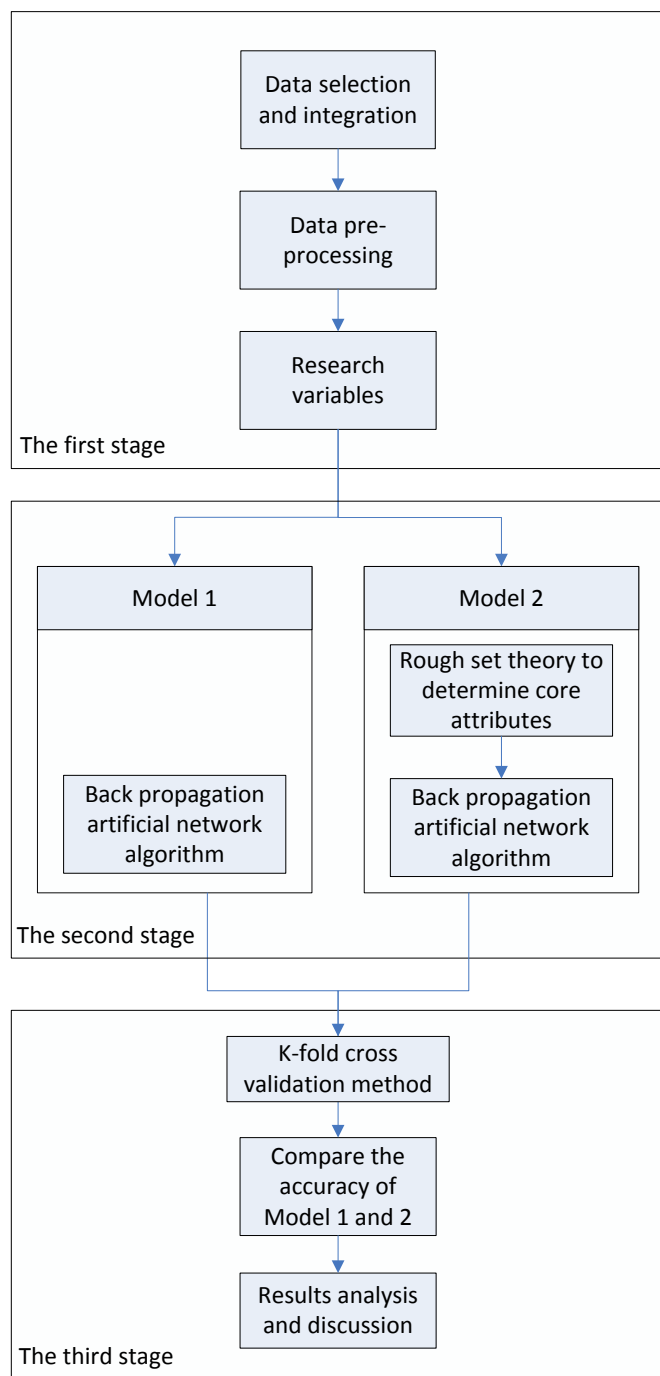 Data selection
and integration
Data pre-
processing
Research
variables
The first stage
Model 1
Back propagation
artificial network
algorithm
Model 2
Rough set theory to
determine core
attributes
Back propagation
artificial network
algorithm
The second stage
K-fold cross
validation method
Compare the
accuracy of
Model 1 and 2
Results analysis
and discussion
The third stage